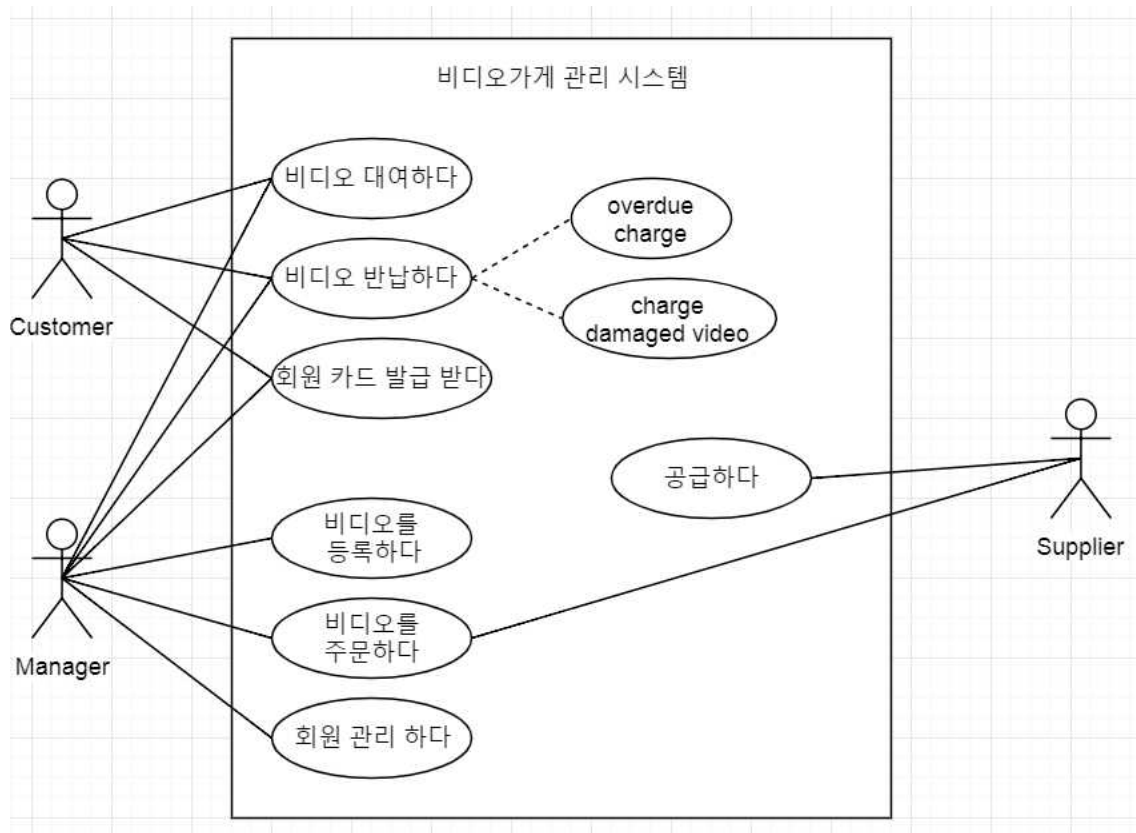 비디오가게 관리 시스템
비디오 대여하다
overdue
charge
비디오 반납하다
charge
damaged video
Customer
회원 카드 발급 받다
공급하다
비디오를
등록하다
Supplier
비디오를
주문하다
Manager
회원 관리 하다